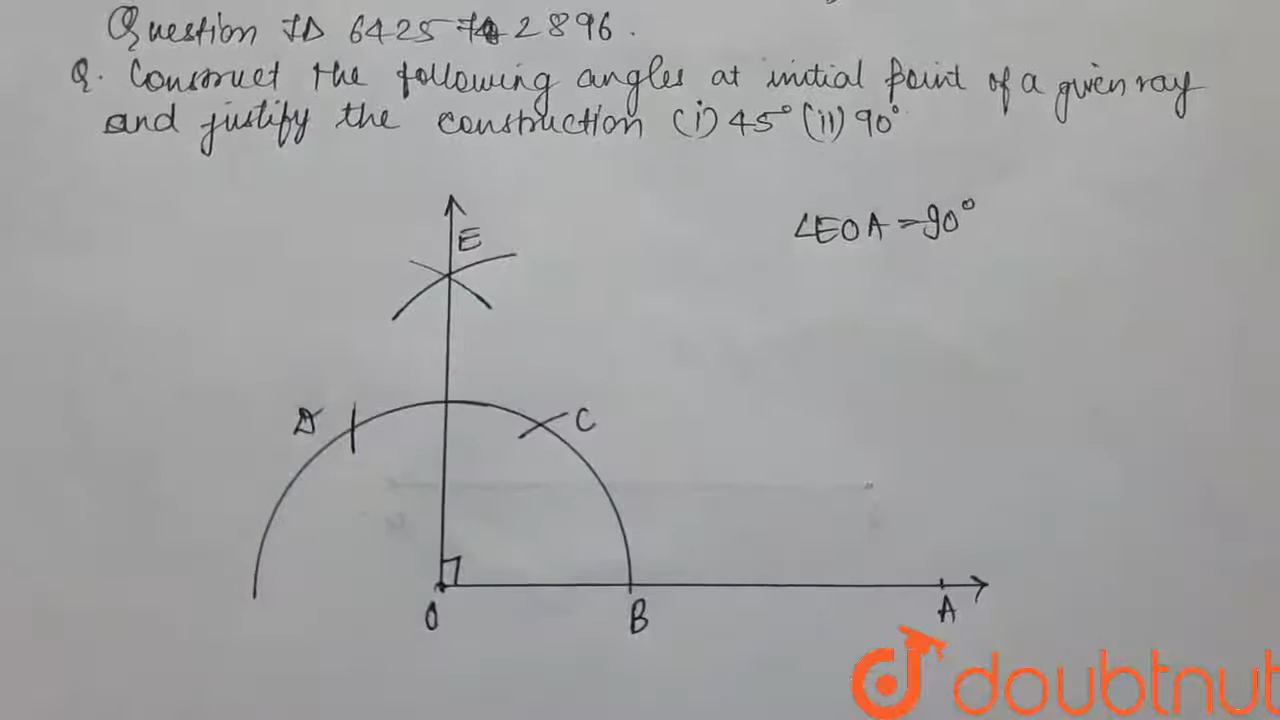 Question ID 6425 2896.
Q. Construct the following angles at initial point of a given ray
and justify the construction (i) 45° (ii) 90°
∠EOA = 90°
E
D
C
O
B
A
doubtnut